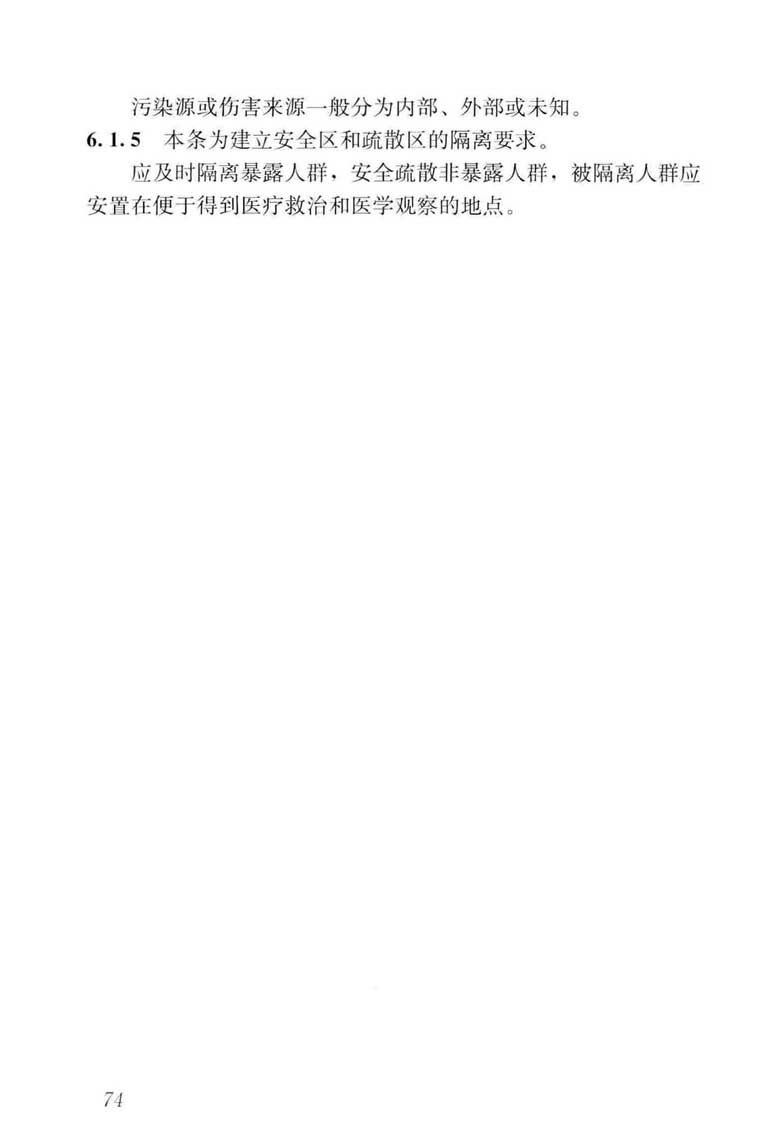 污染源或伤害来源一般分为内部、外部或未知。
6.1.5 本条为建立安全区和疏散区的隔离要求。
应及时隔离暴露人群，安全疏散非暴露人群，被隔离人群应
安置在便于得到医疗救治和医学观察的地点。
74